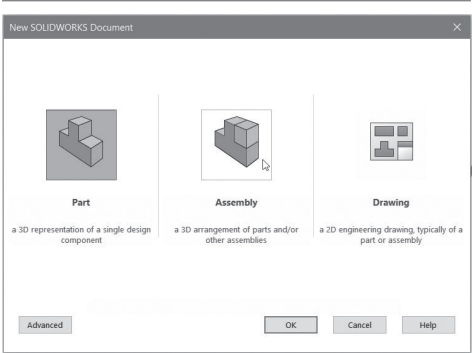 New SOLIDWORKS Document
Part
a 3D representation of a single design
component
Assembly
a 3D arrangement of parts and/or
other assemblies
Drawing
a 2D engineering drawing, typically of a
part or assembly
Advanced
OK
Cancel
Help